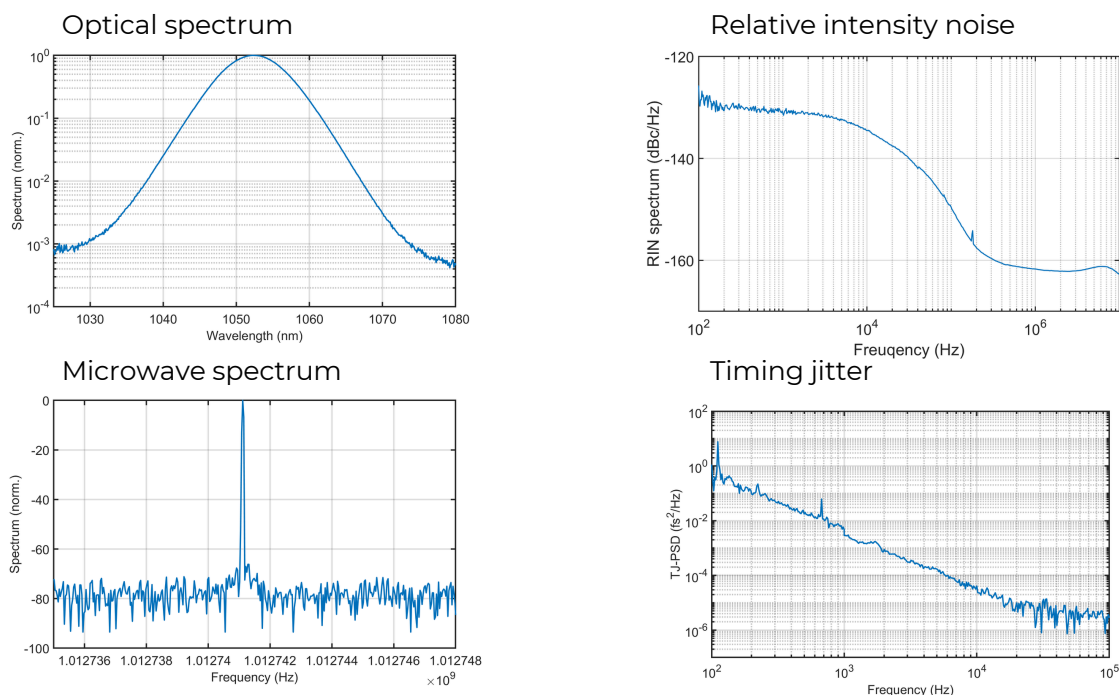 Optical spectrum
10^0
10^-1
10^-2
10^-3
10^-4
Spectrum (norm.)
1030 1040 1050 1060 1070 1080
Wavelength (nm)
Relative intensity noise
-120
-140
-160
RIN spectrum (dBc/Hz)
10^2 10^4 10^6
Freuqency (Hz)
Microwave spectrum
0
-20
-40
-60
-80
-100
Spectrum (norm.)
1.012736 1.012738 1.01274 1.012742 1.012744 1.012746 1.012748
Frequency (Hz)
×10^9
Timing jitter
10^2
10^0
10^-2
10^-4
10^-6
TJ-PSD (fs^2/Hz)
10^2 10^3 10^4 10^5
Frequency (Hz)